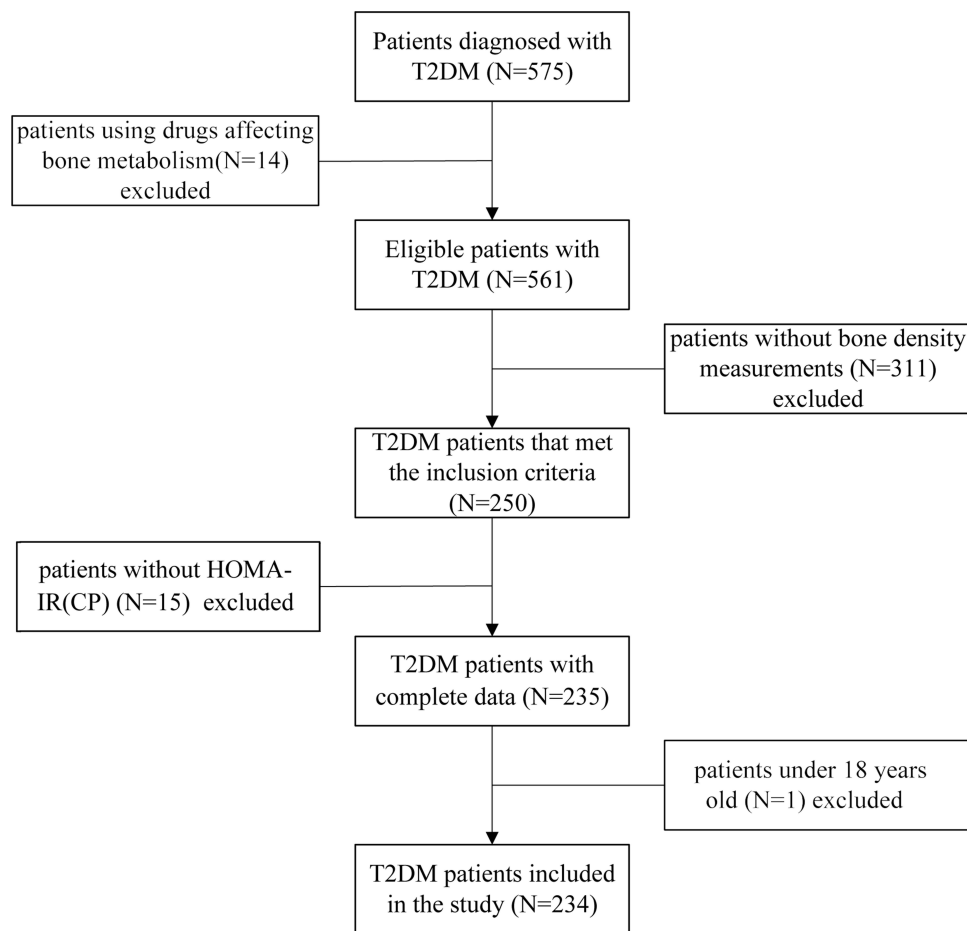 Patients diagnosed with
T2DM (N=575)
patients using drugs affecting
bone metabolism(N=14)
excluded
Eligible patients with
T2DM (N=561)
patients without bone density
measurements (N=311)
excluded
T2DM patients that met
the inclusion criteria
(N=250)
patients without HOMA-
IR(CP) (N=15) excluded
T2DM patients with
complete data (N=235)
patients under 18 years
old (N=1) excluded
T2DM patients included
in the study (N=234)